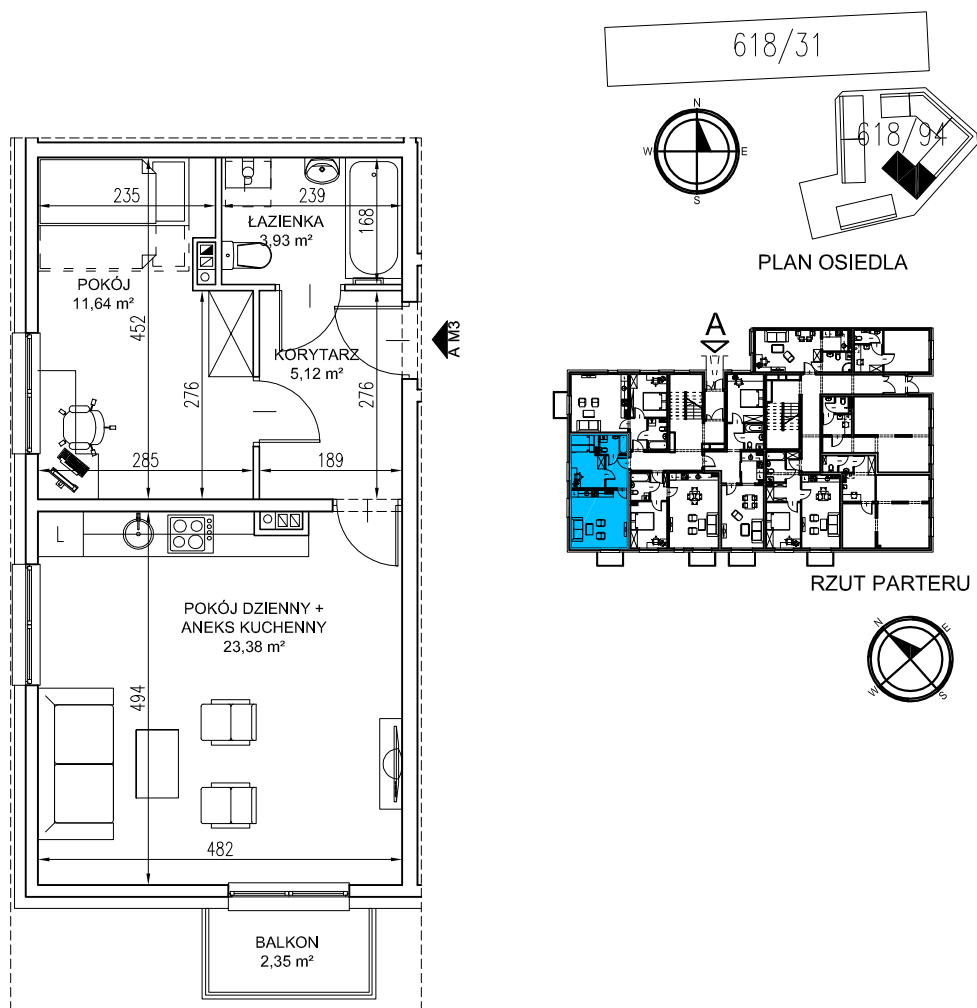 618/31
N
W
E
S
618/94
PLAN OSIEDLA
235
239
ŁAZIENKA
3,93 m²
168
POKÓJ
11,64 m²
452
276
KORYTARZ
5,12 m²
276
A M3
285
189
L
POKÓJ DZIENNY +
ANEKS KUCHENNY
23,38 m²
494
482
BALKON
2,35 m²
A
RZUT PARTERU
N
E
W
S